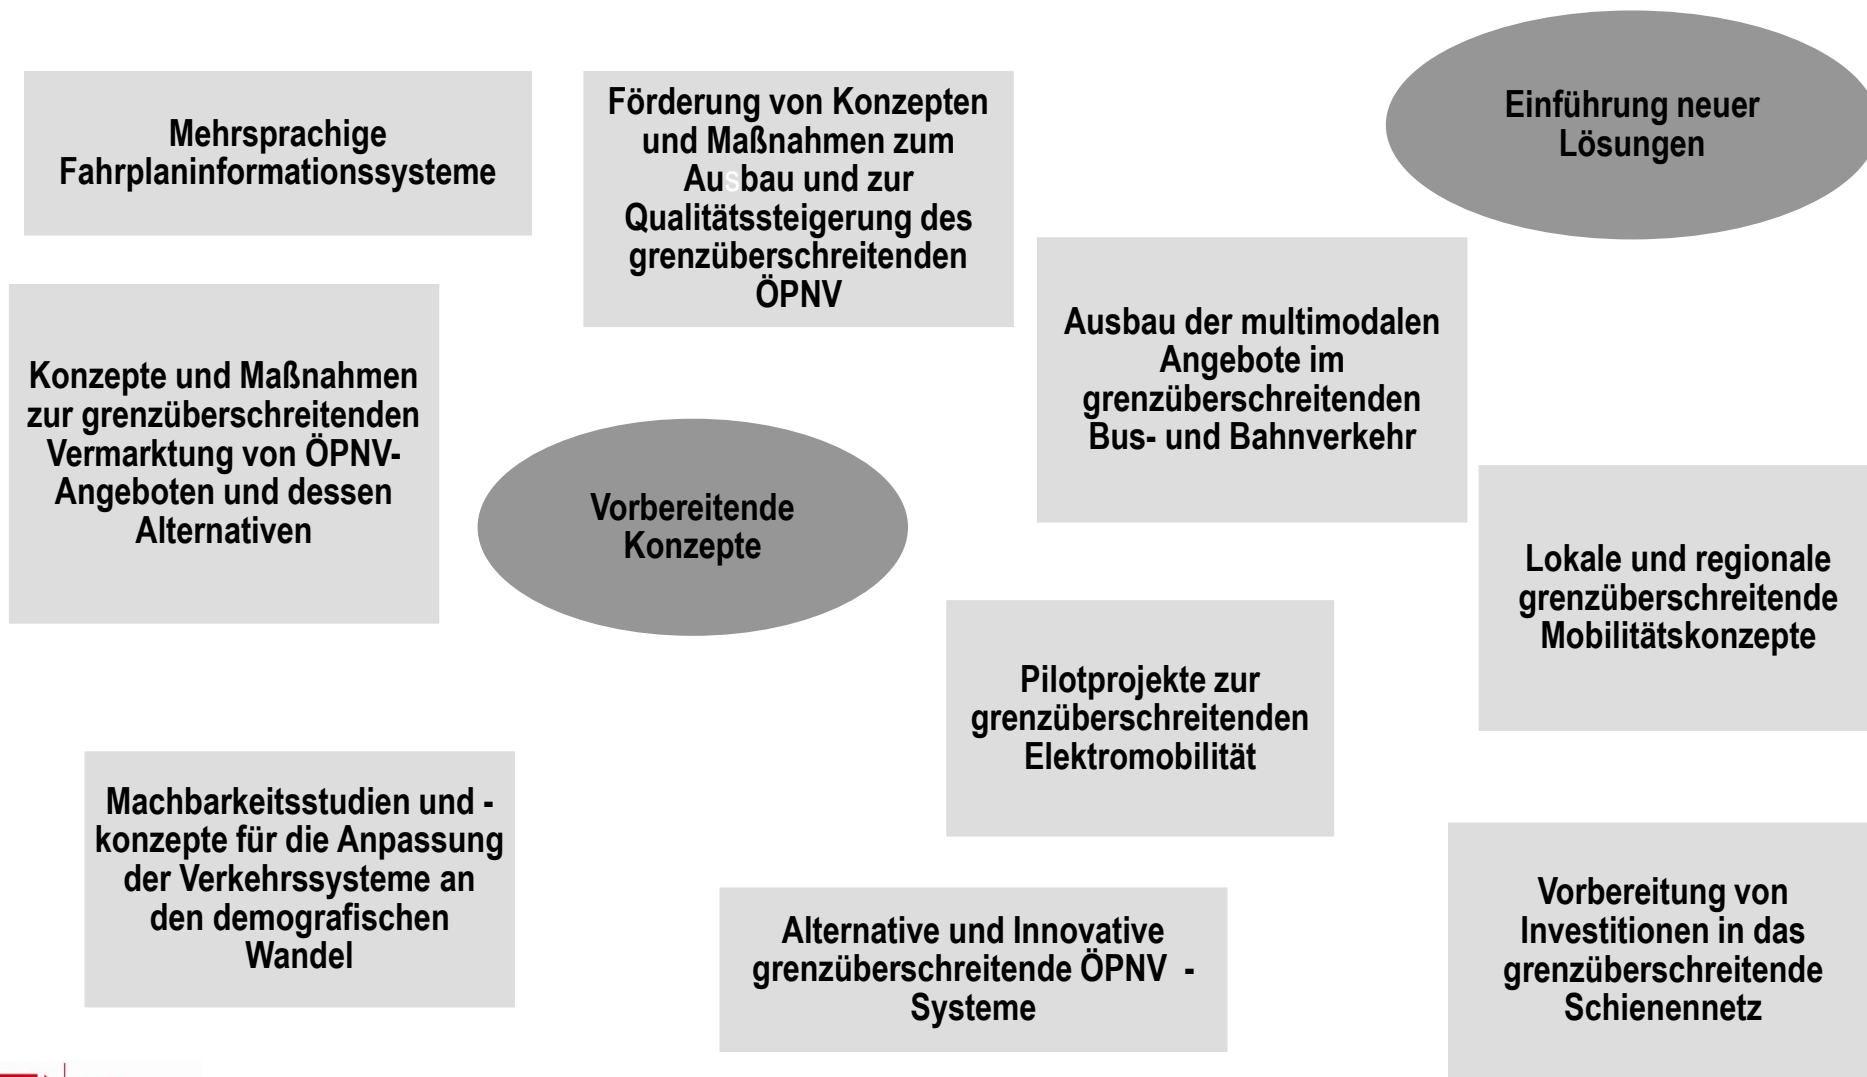 Mehrsprachige
Fahrplaninformationssysteme
Förderung von Konzepten
und Maßnahmen zum
Ausbau und zur
Qualitätssteigerung des
grenzüberschreitenden
ÖPNV
Einführung neuer
Lösungen
Konzepte und Maßnahmen
zur grenzüberschreitenden
Vermarktung von ÖPNV-
Angeboten und dessen
Alternativen
Vorbereitende
Konzepte
Ausbau der multimodalen
Angebote im
grenzüberschreitenden
Bus- und Bahnverkehr
Lokale und regionale
grenzüberschreitende
Mobilitätskonzepte
Pilotprojekte zur
grenzüberschreitenden
Elektromobilität
Machbarkeitsstudien und -
konzepte für die Anpassung
der Verkehrssysteme an
den demografischen
Wandel
Alternative und Innovative
grenzüberschreitende ÖPNV -
Systeme
Vorbereitung von
Investitionen in das
grenzüberschreitende
Schienennetz